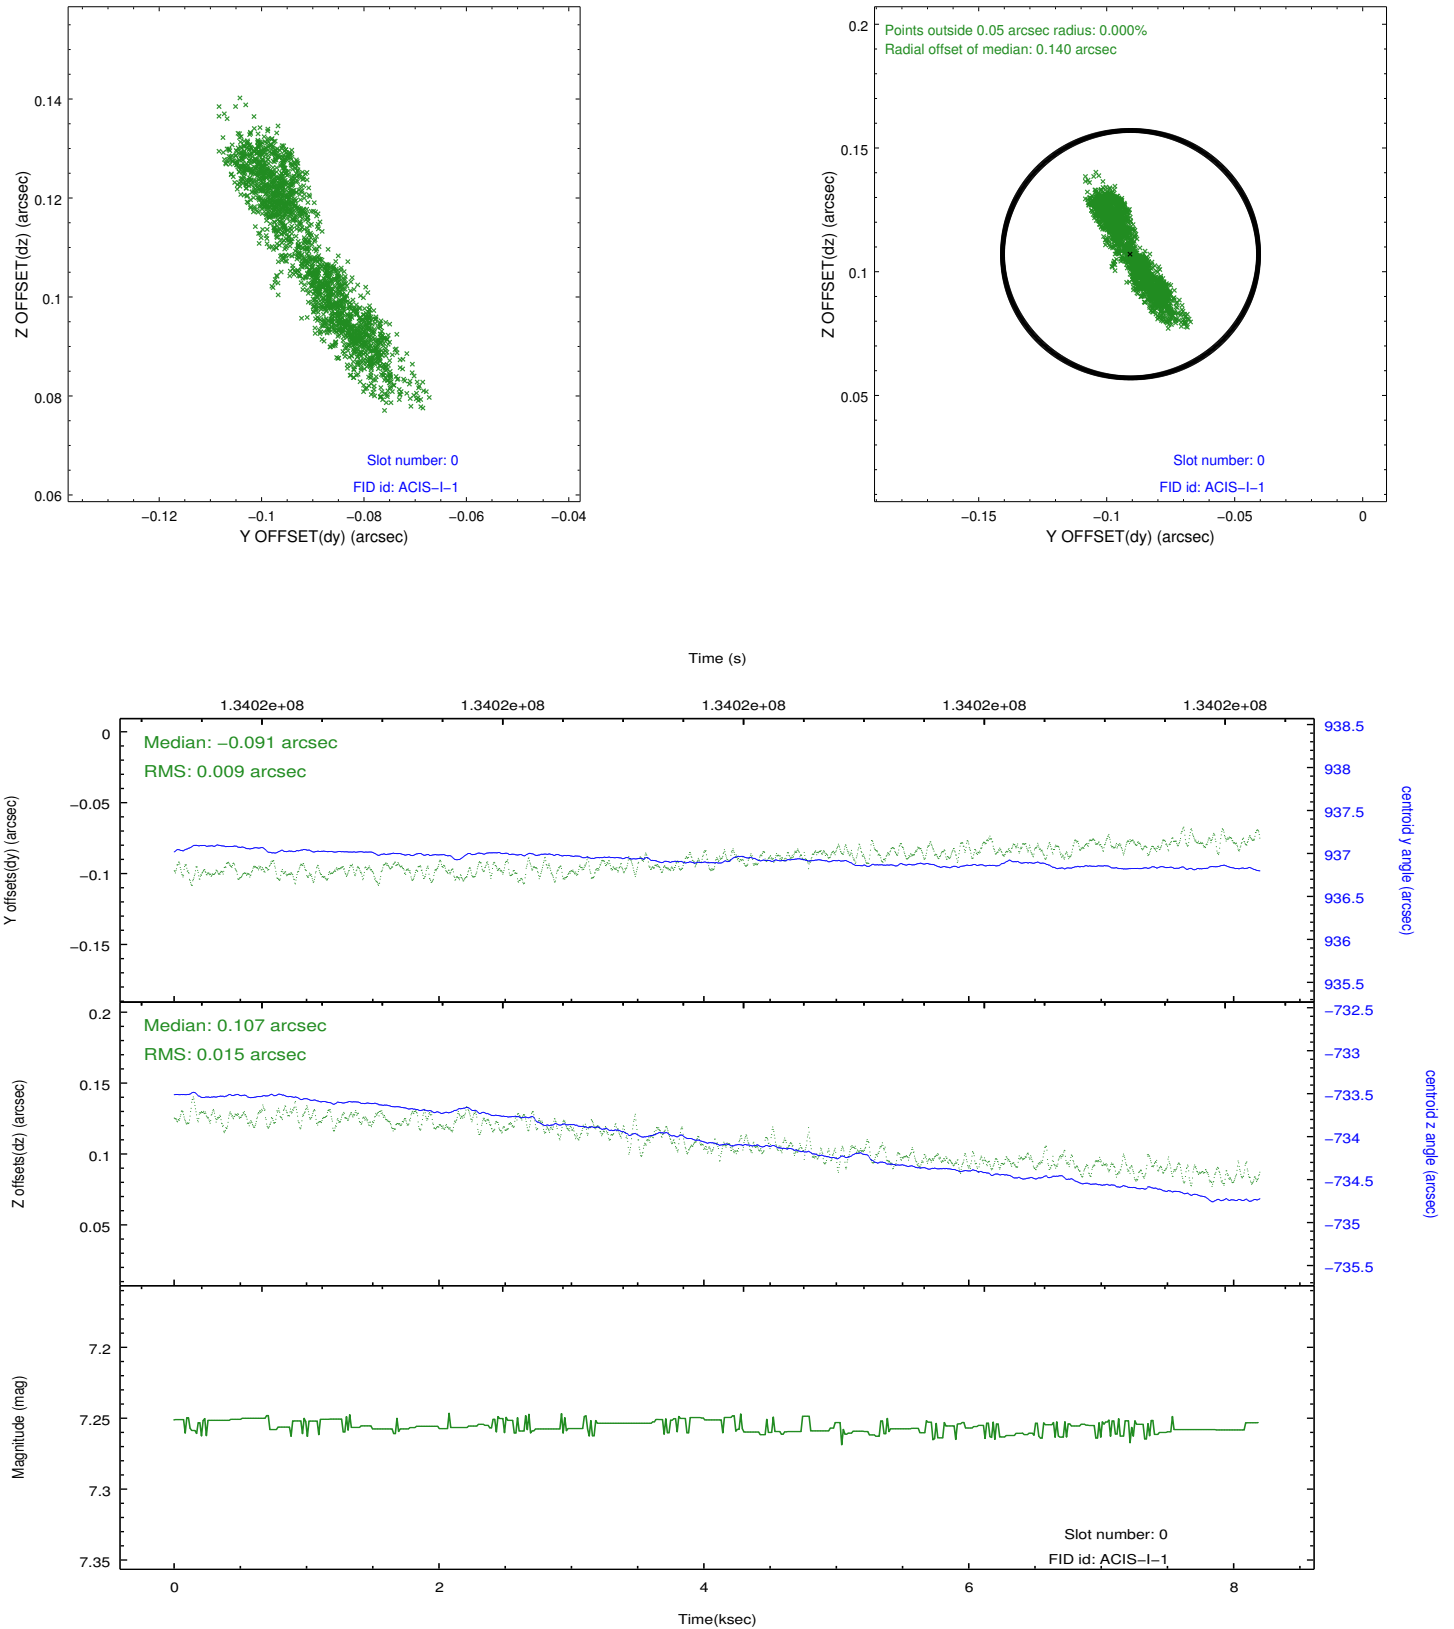 0.14
0.12
0.1
0.08
0.06
Z OFFSET(dz) (arcsec)
Slot number: 0
FID id: ACIS−I−1
−0.12
−0.1
−0.08
−0.06
−0.04
Y OFFSET(dy) (arcsec)
Points outside 0.05 arcsec radius: 0.000%
Radial offset of median: 0.140 arcsec
0.2
0.15
0.1
0.05
Z OFFSET(dz) (arcsec)
Slot number: 0
FID id: ACIS−I−1
−0.15
−0.1
−0.05
0
Y OFFSET(dy) (arcsec)
Time (s)
1.3402e+08
1.3402e+08
1.3402e+08
1.3402e+08
1.3402e+08
Median: −0.091 arcsec
RMS: 0.009 arcsec
0
−0.05
−0.1
−0.15
Y offsets(dy) (arcsec)
938.5
938
937.5
937
936.5
936
935.5
centroid y angle (arcsec)
Median: 0.107 arcsec
RMS: 0.015 arcsec
0.2
0.15
0.1
0.05
Z offsets(dz) (arcsec)
−732.5
−733
−733.5
−734
−734.5
−735
−735.5
centroid z angle (arcsec)
7.2
7.25
7.3
7.35
Magnitude (mag)
Slot number: 0
FID id: ACIS−I−1
0
2
4
6
8
Time(ksec)